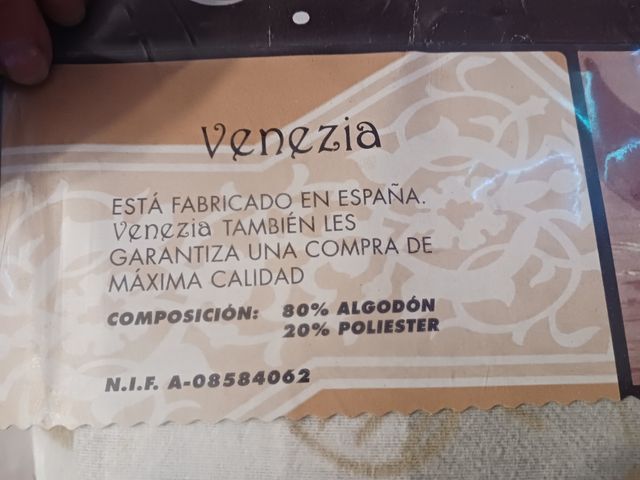 Venezia
ESTÁ FABRICADO EN ESPAÑA.
Venezia TAMBIÉN LES
GARANTIZA UNA COMPRA DE
MÁXIMA CALIDAD
COMPOSICIÓN: 80% ALGODÓN
20% POLIESTER
N.I.F. A-08584062